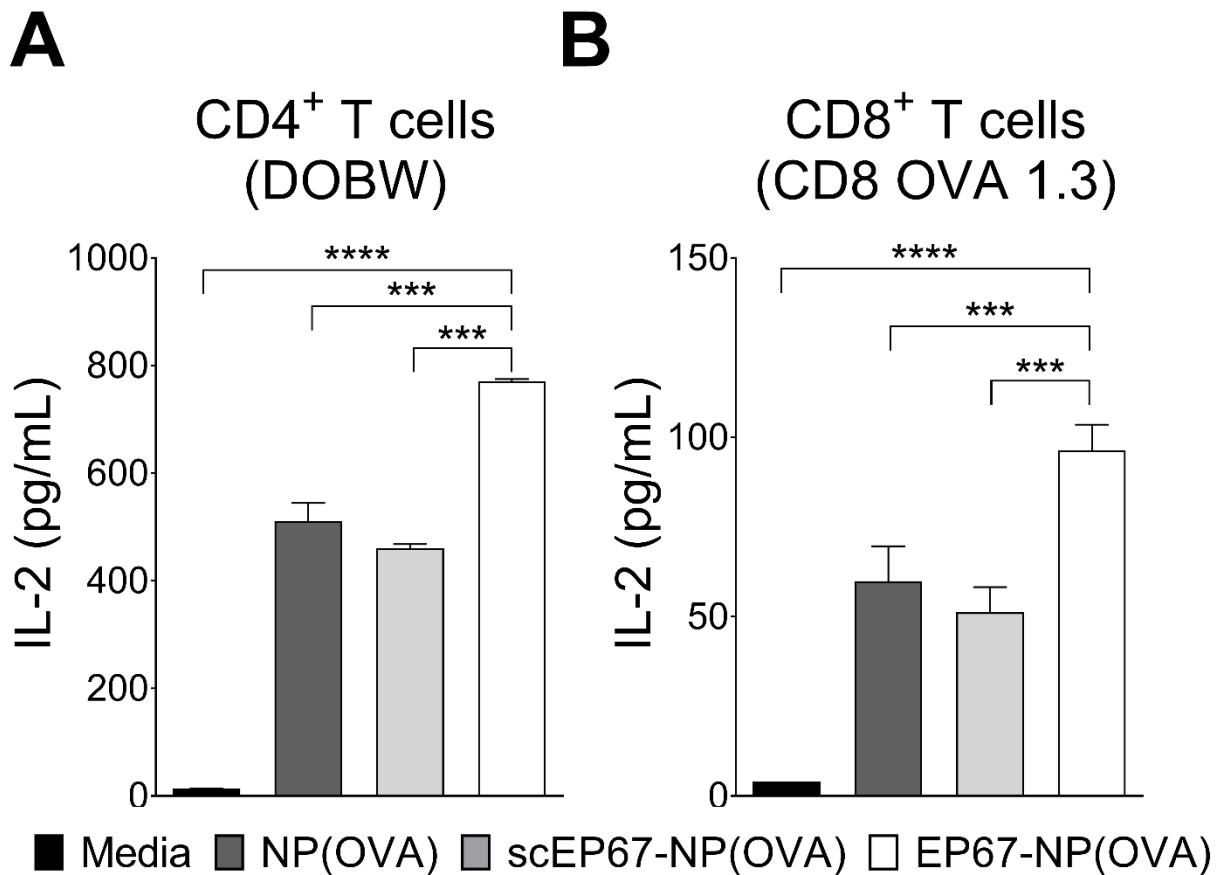 A
CD4⁺ T cells
(DOBW)
IL-2 (pg/mL)
1000
800
600
400
200
0
****
***
***
B
CD8⁺ T cells
(CD8 OVA 1.3)
IL-2 (pg/mL)
150
100
50
0
****
***
***
Media NP(OVA) scEP67-NP(OVA) EP67-NP(OVA)